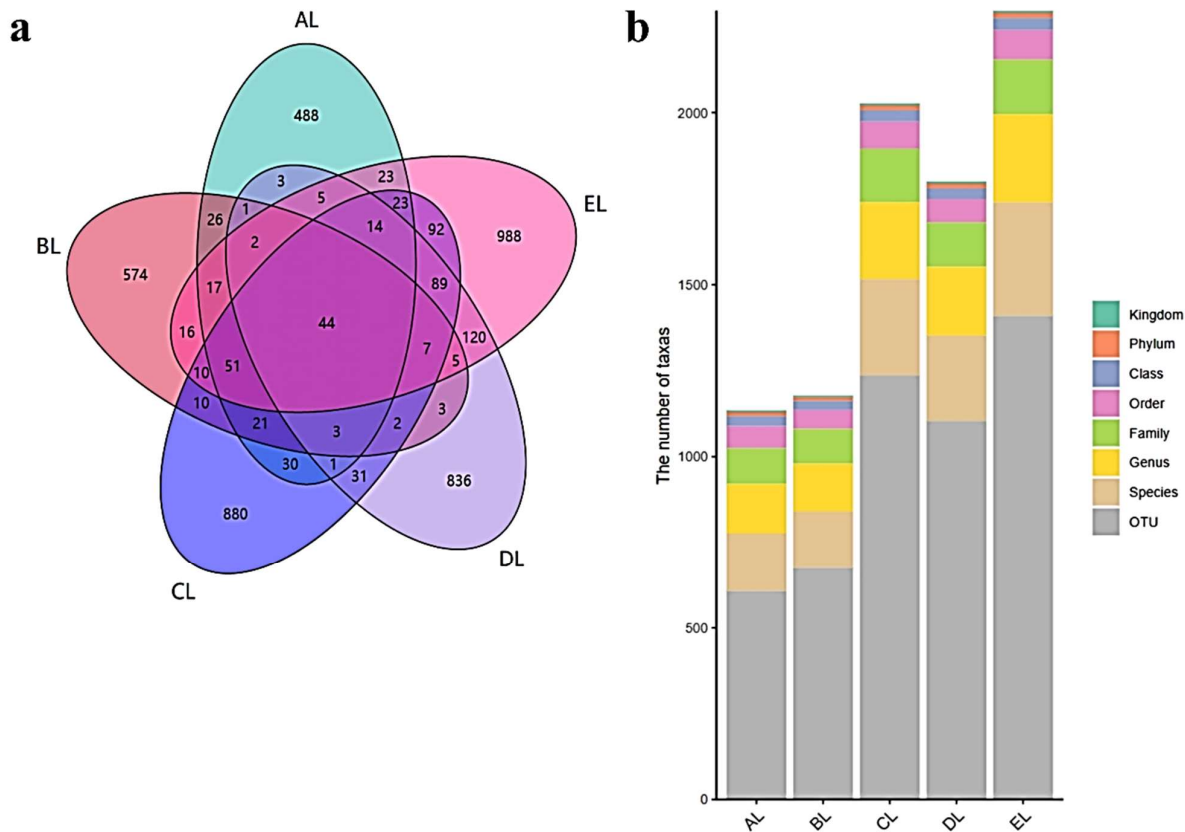 a
AL
488
EL
3
23
5
23
1
26
14
92
988
2
BL
574
17
89
44
16
120
7
5
51
10
10
3
21
2
3
30
1
31
836
880
DL
CL
b
The number of taxas
2000
1500
1000
500
0
AL
BL
CL
DL
EL
Kingdom
Phylum
Class
Order
Family
Genus
Species
OTU